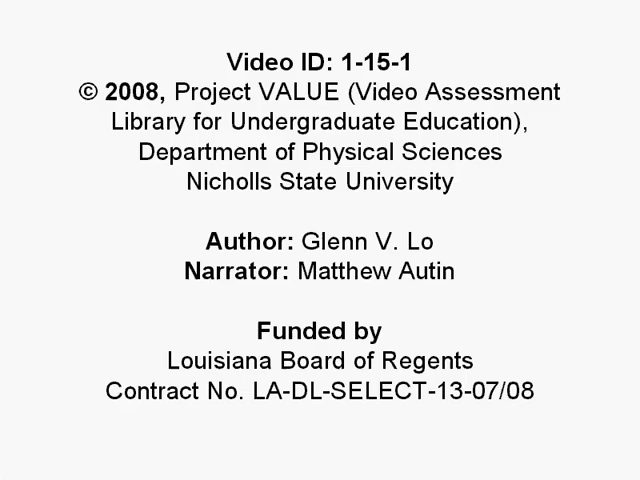 Video ID: 1-15-1
© 2008, Project VALUE (Video Assessment
Library for Undergraduate Education),
Department of Physical Sciences
Nicholls State University
Author: Glenn V. Lo
Narrator: Matthew Autin
Funded by
Louisiana Board of Regents
Contract No. LA-DL-SELECT-13-07/08